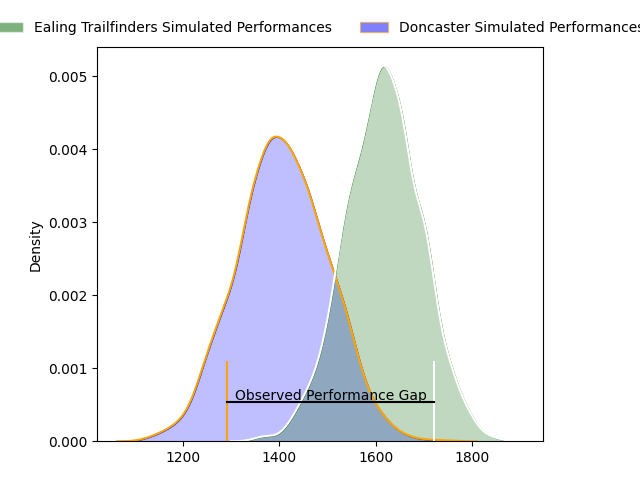 Ealing Trailfinders Simulated Performances
Doncaster Simulated Performances
0.005
0.004
0.003
0.002
0.001
0.000
Density
Observed Performance Gap
1200 1400 1600 1800